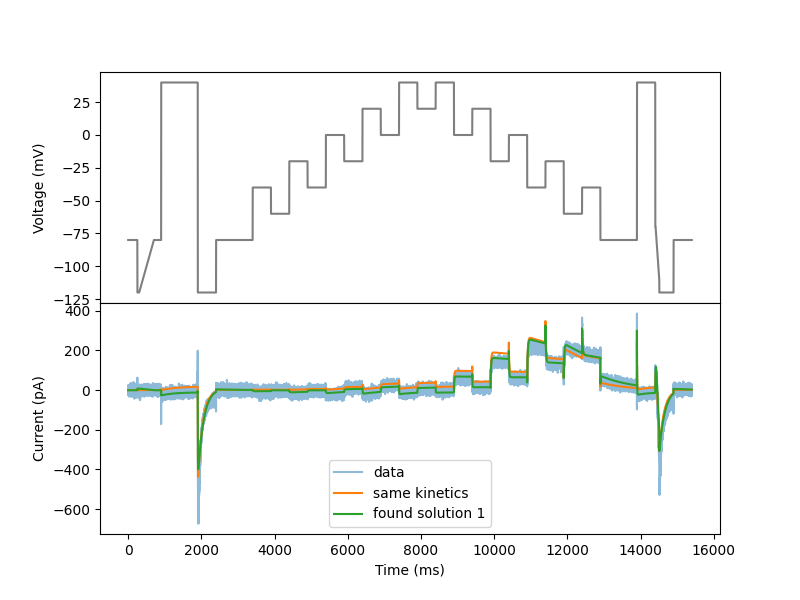 25
0
−25
−50
−75
−100
−125
Voltage (mV)
400
200
0
−200
−400
−600
Current (pA)
data
same kinetics
found solution 1
0 2000 4000 6000 8000 10000 12000 14000 16000
Time (ms)